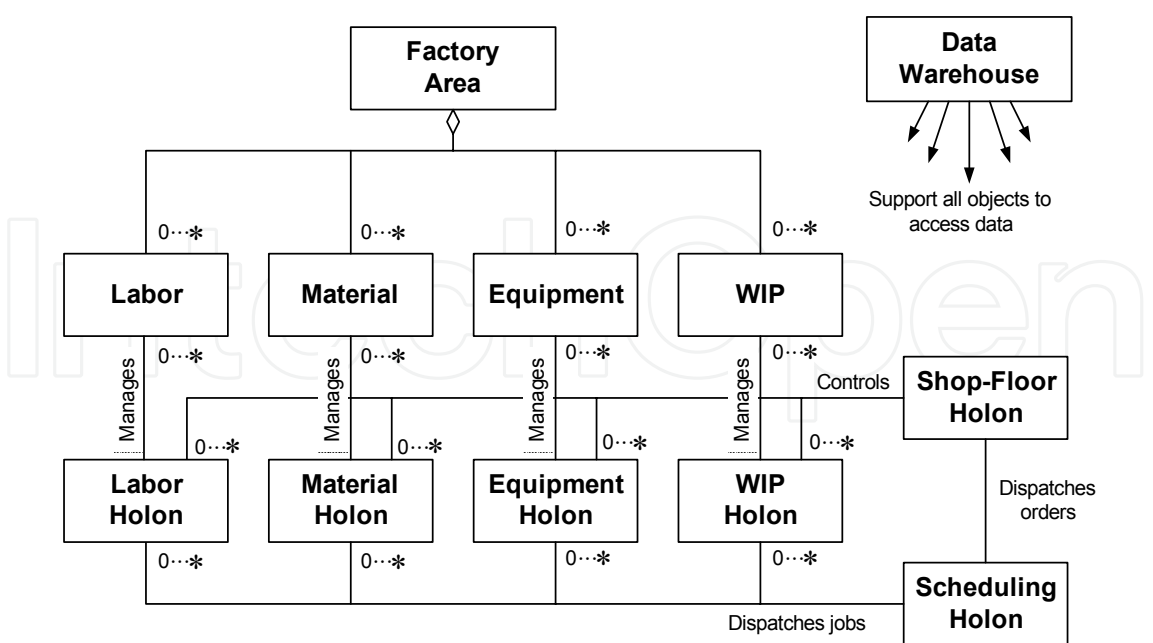 Factory
Area
Data
Warehouse
Support all objects to
access data
0···* 0···* 0···* 0···*
Labor Material Equipment WIP
0···* 0···* 0···* 0···*
Manages Manages Manages Manages
Controls
Shop-Floor
Holon
0···* 0···* 0···* 0···*
Labor
Holon
Material
Holon
Equipment
Holon
WIP
Holon
Dispatches
orders
0···* 0···* 0···* 0···*
Dispatches jobs
Scheduling
Holon
IntechOpen